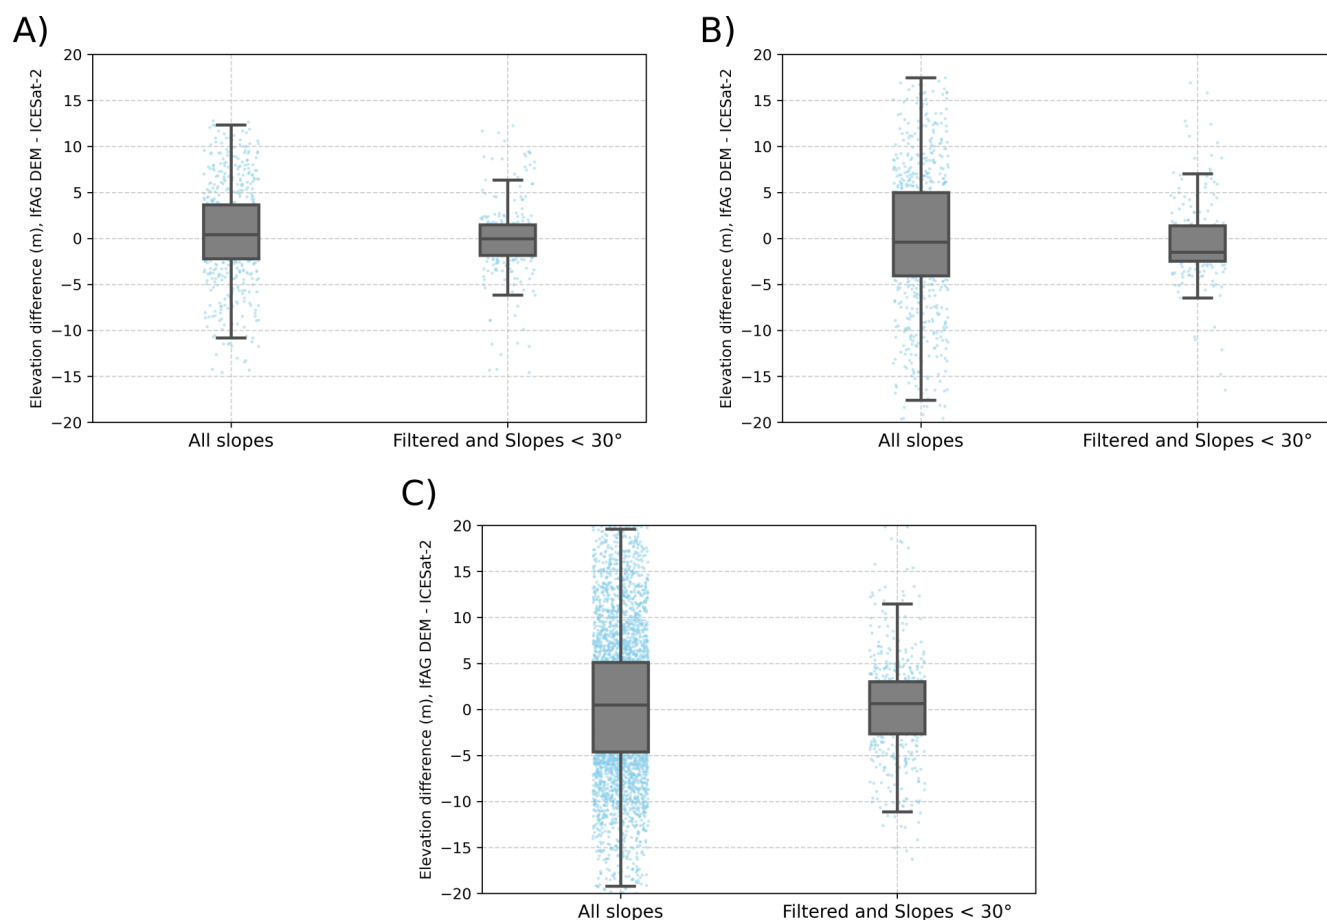 A)
Elevation difference (m), IfAG DEM - ICESat-2
20
15
10
5
0
−5
−10
−15
−20
All slopes
Filtered and Slopes < 30°
B)
Elevation difference (m), IfAG DEM - ICESat-2
20
15
10
5
0
−5
−10
−15
−20
All slopes
Filtered and Slopes < 30°
C)
Elevation difference (m), IfAG DEM - ICESat-2
20
15
10
5
0
−5
−10
−15
−20
All slopes
Filtered and Slopes < 30°